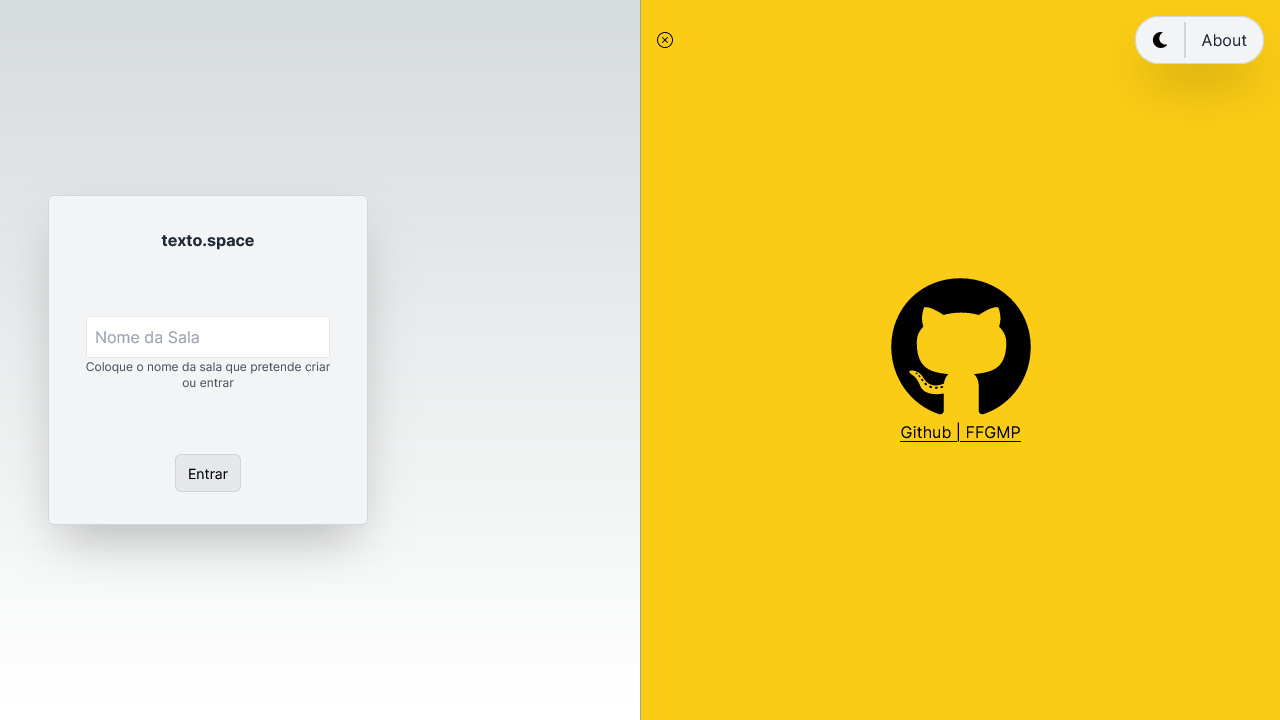 texto.space
Nome da Sala
Coloque o nome da sala que pretende criar
ou entrar
Entrar
About
Github | FFGMP